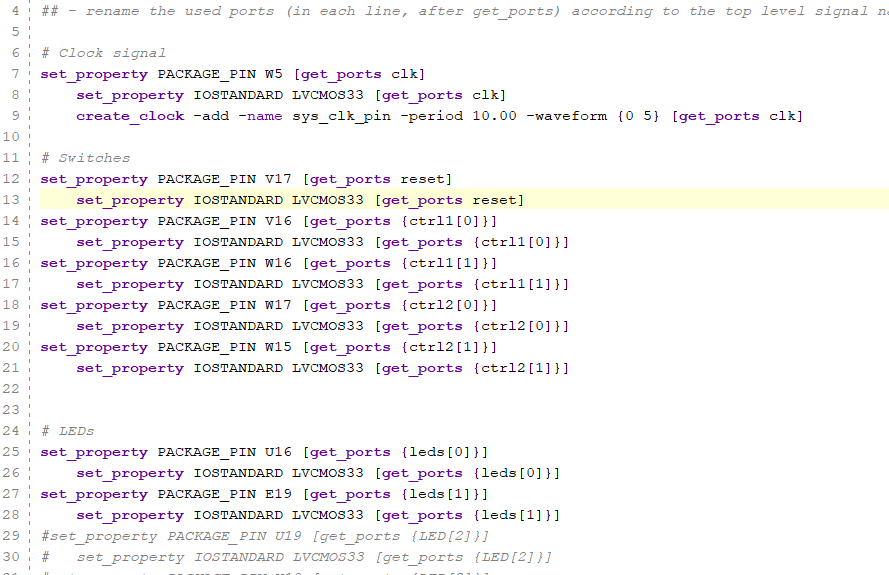 4 ## - rename the used ports (in each line, after get_ports) according to the top level signal
5
6 # Clock signal
7 set_property PACKAGE_PIN W5 [get_ports clk]
8 set_property IOSTANDARD LVCMOS33 [get_ports clk]
9 create_clock -add -name sys_clk_pin -period 10.00 -waveform {0 5} [get_ports clk]
10
11 # Switches
12 set_property PACKAGE_PIN V17 [get_ports reset]
13 set_property IOSTANDARD LVCMOS33 [get_ports reset]
14 set_property PACKAGE_PIN V16 [get_ports {ctrl1[0]}]
15 set_property IOSTANDARD LVCMOS33 [get_ports {ctrl1[0]}]
16 set_property PACKAGE_PIN W16 [get_ports {ctrl1[1]}]
17 set_property IOSTANDARD LVCMOS33 [get_ports {ctrl1[1]}]
18 set_property PACKAGE_PIN W17 [get_ports {ctrl2[0]}]
19 set_property IOSTANDARD LVCMOS33 [get_ports {ctrl2[0]}]
20 set_property PACKAGE_PIN W15 [get_ports {ctrl2[1]}]
21 set_property IOSTANDARD LVCMOS33 [get_ports {ctrl2[1]}]
22
23
24 # LEDs
25 set_property PACKAGE_PIN U16 [get_ports {leds[0]}]
26 set_property IOSTANDARD LVCMOS33 [get_ports {leds[0]}]
27 set_property PACKAGE_PIN E19 [get_ports {leds[1]}]
28 set_property IOSTANDARD LVCMOS33 [get_ports {leds[1]}]
29 #set_property PACKAGE_PIN U19 [get_ports {LED[2]}]
30 # set_property IOSTANDARD LVCMOS33 [get_ports {LED[2]}]